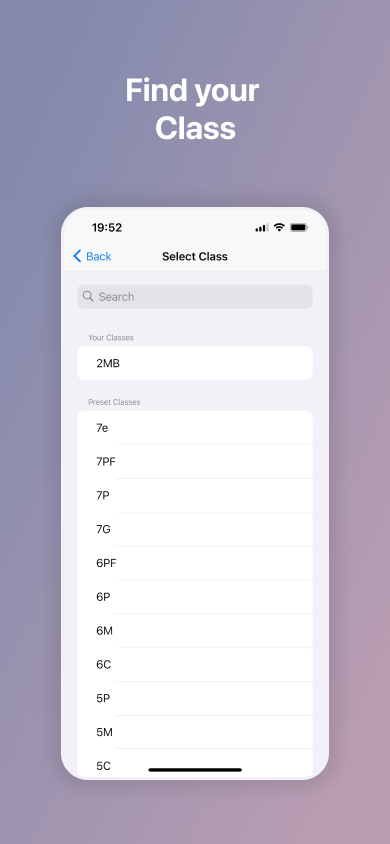 Find your
Class
19:52
Back
Select Class
Search
Your Classes
2MB
Preset Classes
7e
7PF
7P
7G
6PF
6P
6M
6C
5P
5M
5C